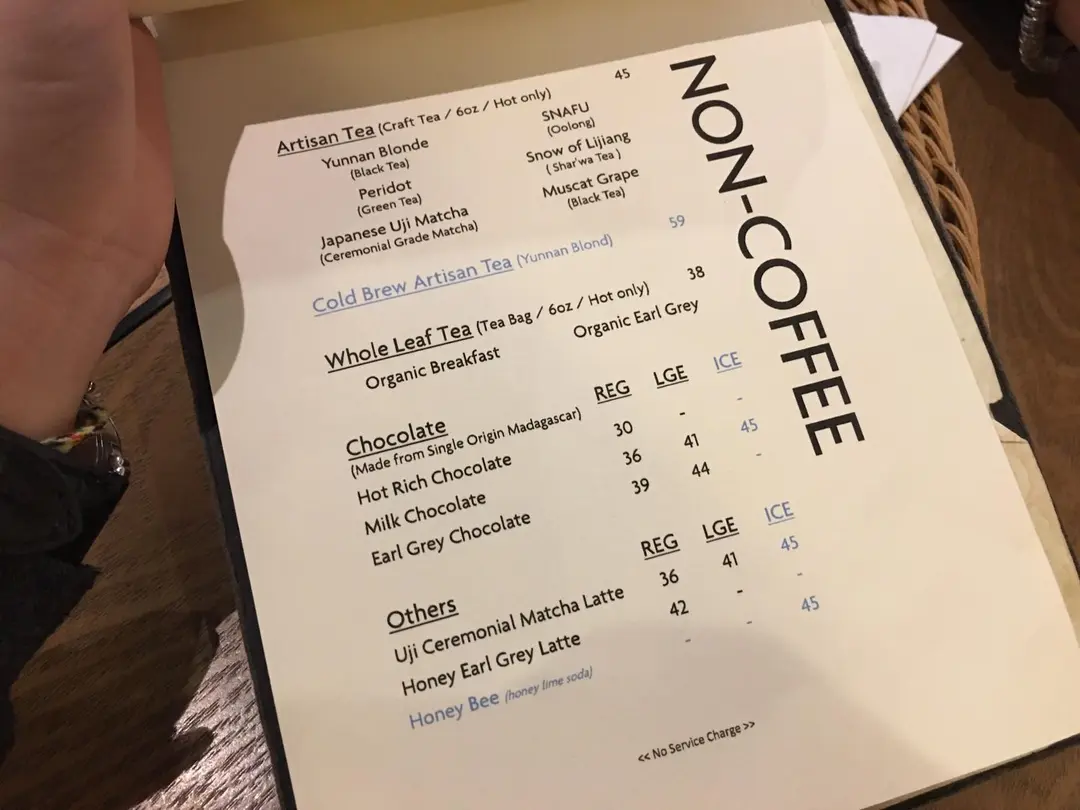 NON-COFFEE
Artisan Tea (Craft Tea / 6oz / Hot only) 45
Yunnan Blonde SNAFU
(Black Tea) (Oolong)
Peridot Snow of Lijiang
(Green Tea) (Shar'wa Tea)
Japanese Uji Matcha Muscat Grape
(Ceremonial Grade Matcha) (Black Tea)
Cold Brew Artisan Tea (Yunnan Blond) 59
Whole Leaf Tea (Tea Bag / 6oz / Hot only) 38
Organic Breakfast Organic Earl Grey
Chocolate REG LGE ICE
(Made from Single Origin Madagascar)
Hot Rich Chocolate 30 - -
Milk Chocolate 36 41 45
Earl Grey Chocolate 39 44 -
Others REG LGE ICE
Uji Ceremonial Matcha Latte 36 41 45
Honey Earl Grey Latte 42 - -
Honey Bee (honey lime soda) - - 45
<< No Service Charge >>